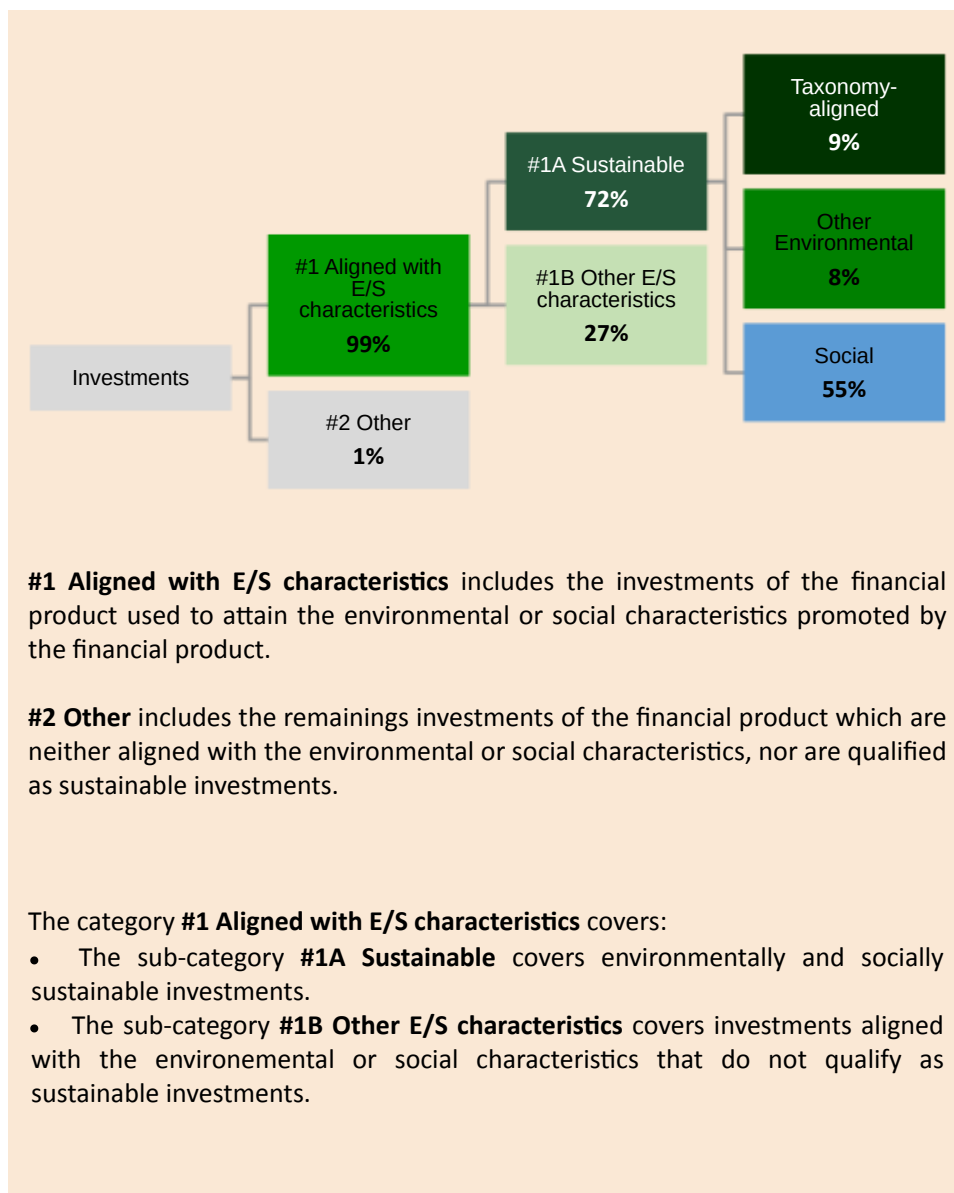 Investments
#1 Aligned with
E/S
characteristics
99%
#2 Other
1%
#1A Sustainable
72%
#1B Other E/S
characteristics
27%
Taxonomy-
aligned
9%
Other
Environmental
8%
Social
55%
#1 Aligned with E/S characteristics includes the investments of the financial
product used to attain the environmental or social characteristics promoted by
the financial product.
#2 Other includes the remainings investments of the financial product which are
neither aligned with the environmental or social characteristics, nor are qualified
as sustainable investments.
The category #1 Aligned with E/S characteristics covers:
• The sub-category #1A Sustainable covers environmentally and socially
sustainable investments.
• The sub-category #1B Other E/S characteristics covers investments aligned
with the environemental or social characteristics that do not qualify as
sustainable investments.